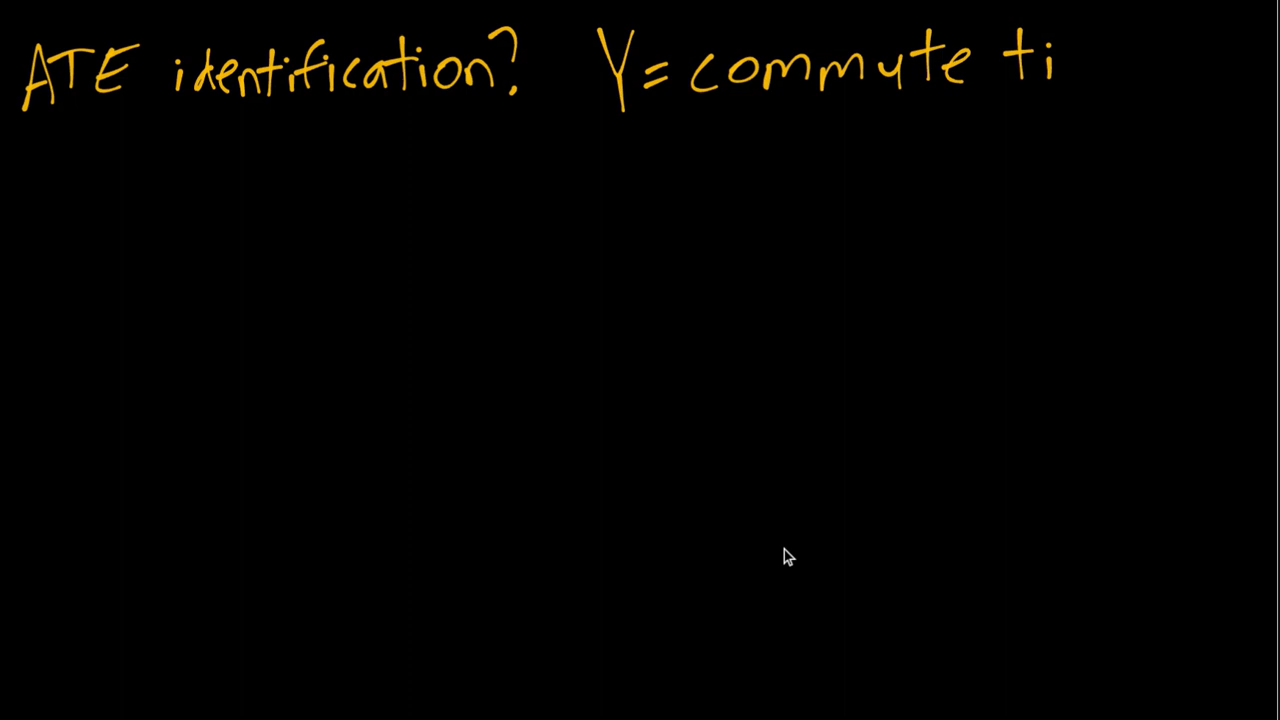 ATE identification? Y = commute ti